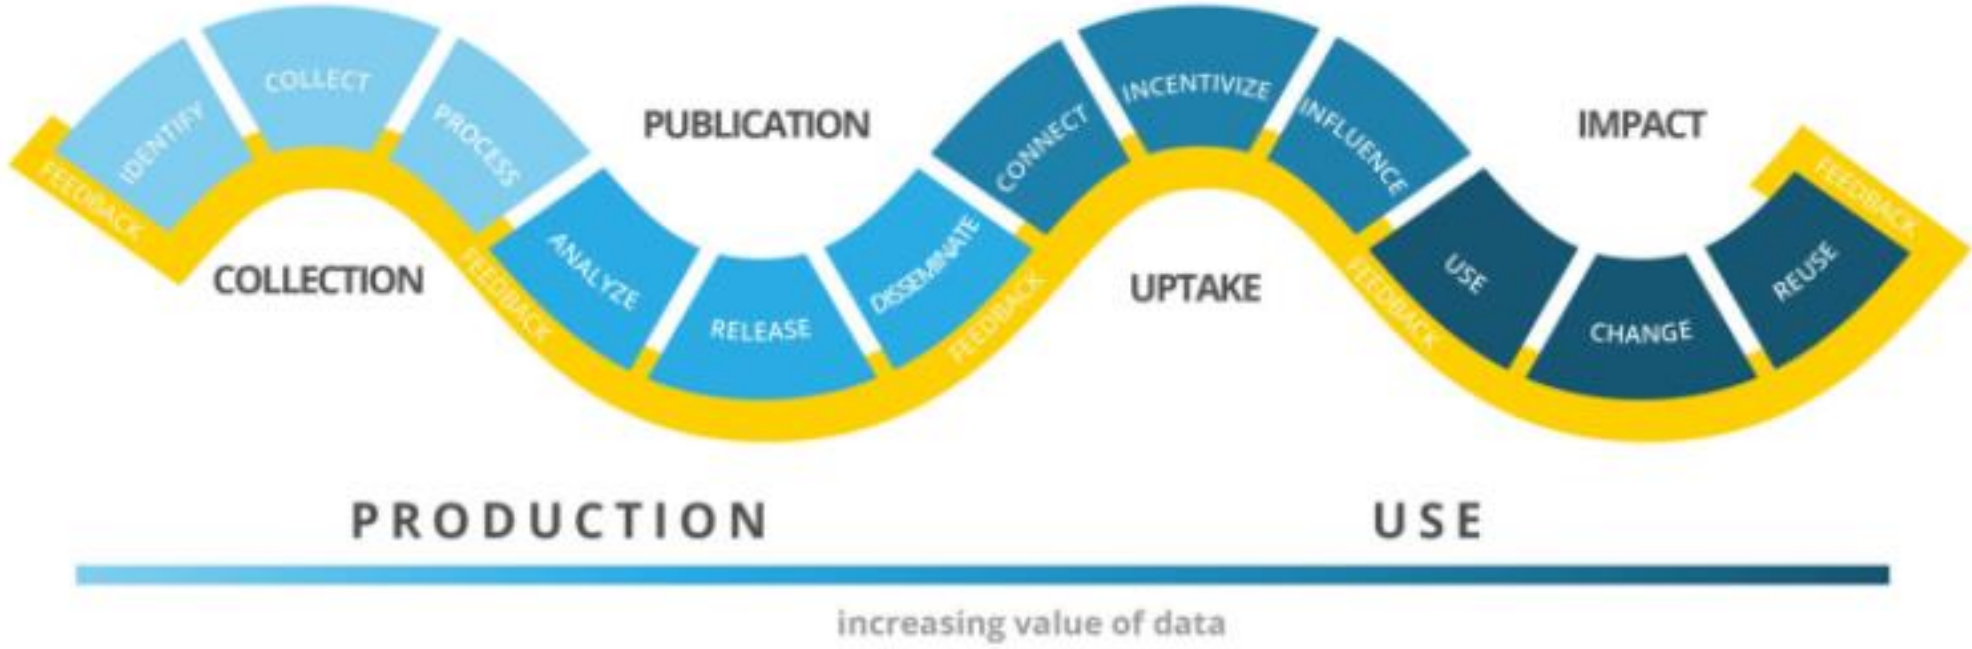 FEEDBACK
IDENTIFY
COLLECT
PROCESS
COLLECTION
FEEDBACK
PUBLICATION
ANALYZE
RELEASE
DISSEMINATE
FEEDBACK
CONNECT
INCENTIVIZE
INFLUENCE
UPTAKE
FEEDBACK
IMPACT
USE
CHANGE
REUSE
FEEDBACK
PRODUCTION
USE
increasing value of data